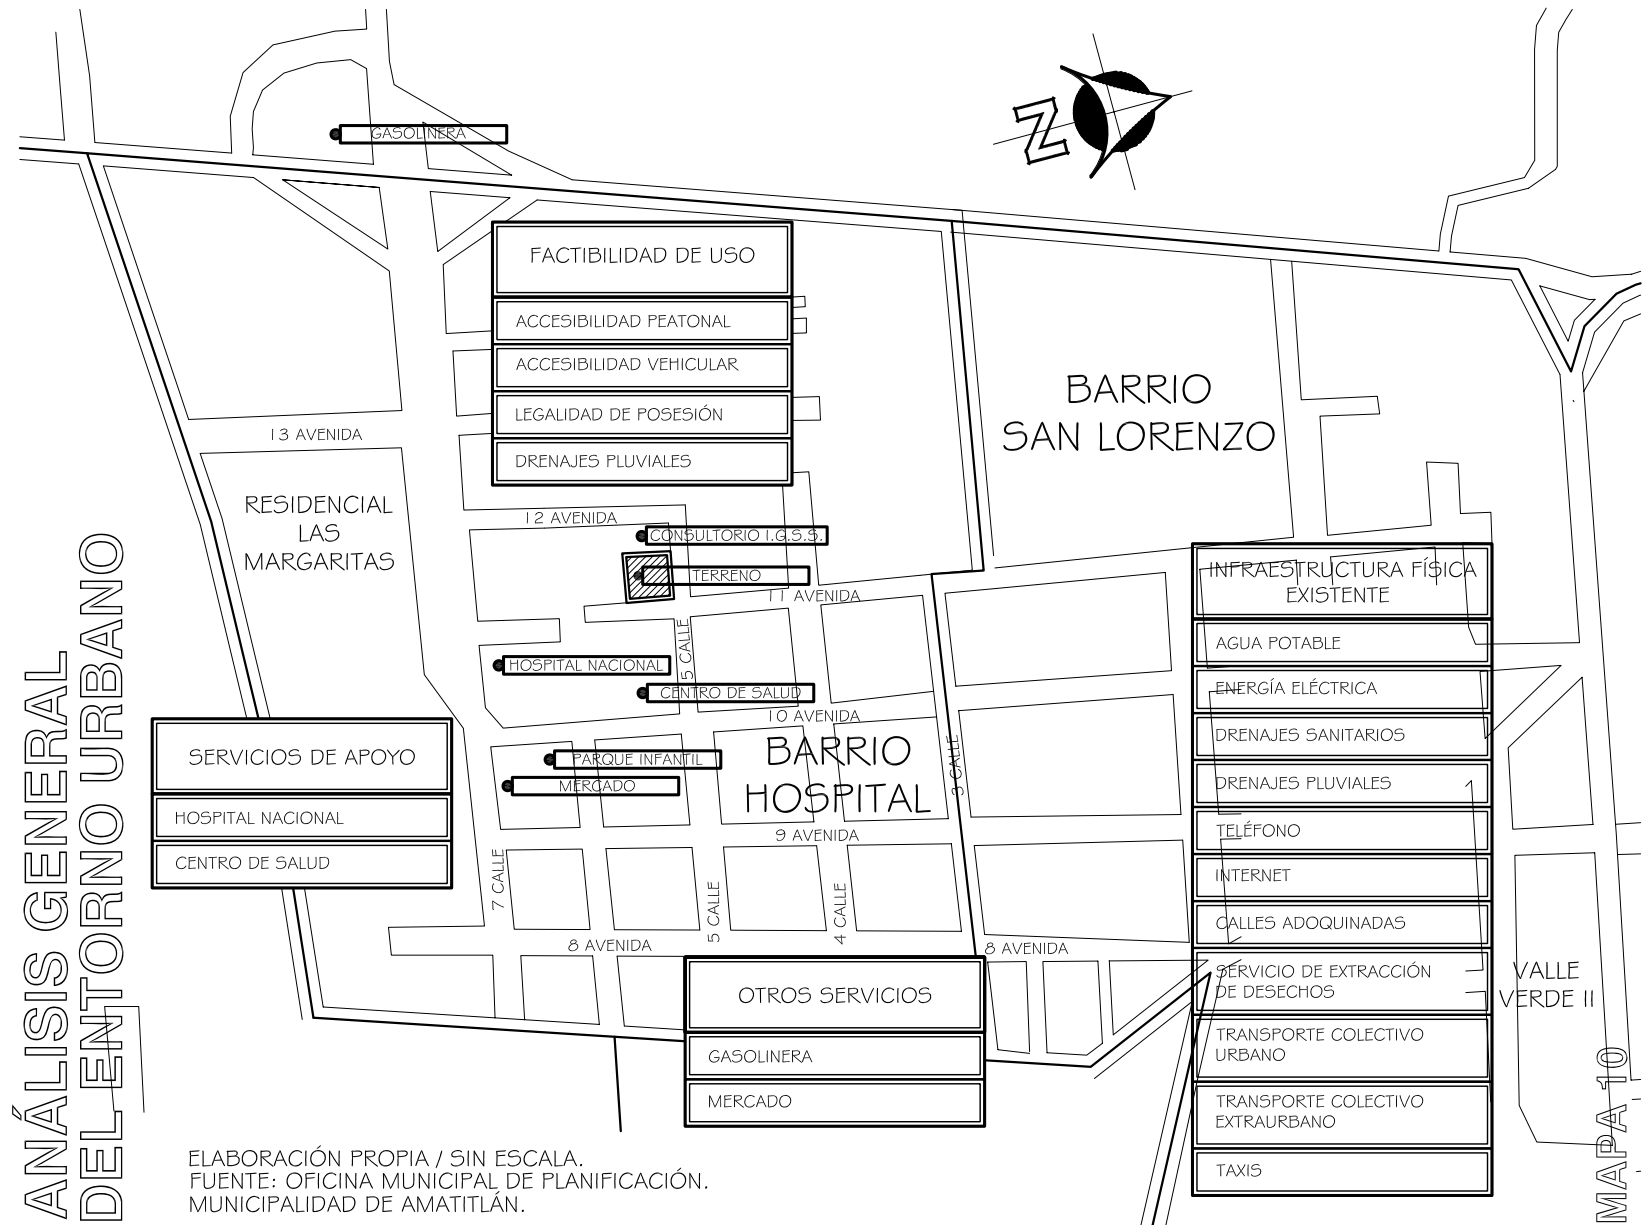 GASOLINERA
Z
FACTIBILIDAD DE USO
ACCESIBILIDAD PEATONAL
ACCESIBILIDAD VEHICULAR
LEGALIDAD DE POSESIÓN
DRENAJES PLUVIALES
BARRIO
SAN LORENZO
13 AVENIDA
RESIDENCIAL
LAS
MARGARITAS
12 AVENIDA
CONSULTORIO I.G.S.S.
TERRENO
11 AVENIDA
5 CALLE
HOSPITAL NACIONAL
CENTRO DE SALUD
10 AVENIDA
BARRIO
HOSPITAL
3 CALLE
PARQUE INFANTIL
MERCADO
9 AVENIDA
7 CALLE
5 CALLE
4 CALLE
8 AVENIDA
8 AVENIDA
SERVICIOS DE APOYO
HOSPITAL NACIONAL
CENTRO DE SALUD
OTROS SERVICIOS
GASOLINERA
MERCADO
INFRAESTRUCTURA FÍSICA
EXISTENTE
AGUA POTABLE
ENERGÍA ELÉCTRICA
DRENAJES SANITARIOS
DRENAJES PLUVIALES
TELÉFONO
INTERNET
CALLES ADOQUINADAS
SERVICIO DE EXTRACCIÓN
DE DESECHOS
TRANSPORTE COLECTIVO
URBANO
TRANSPORTE COLECTIVO
EXTRAURBANO
TAXIS
VALLE
VERDE II
ANÁLISIS GENERAL
DEL ENTORNO URBANO
ELABORACIÓN PROPIA / SIN ESCALA.
FUENTE: OFICINA MUNICIPAL DE PLANIFICACIÓN.
MUNICIPALIDAD DE AMATITLÁN.
MAPA 10